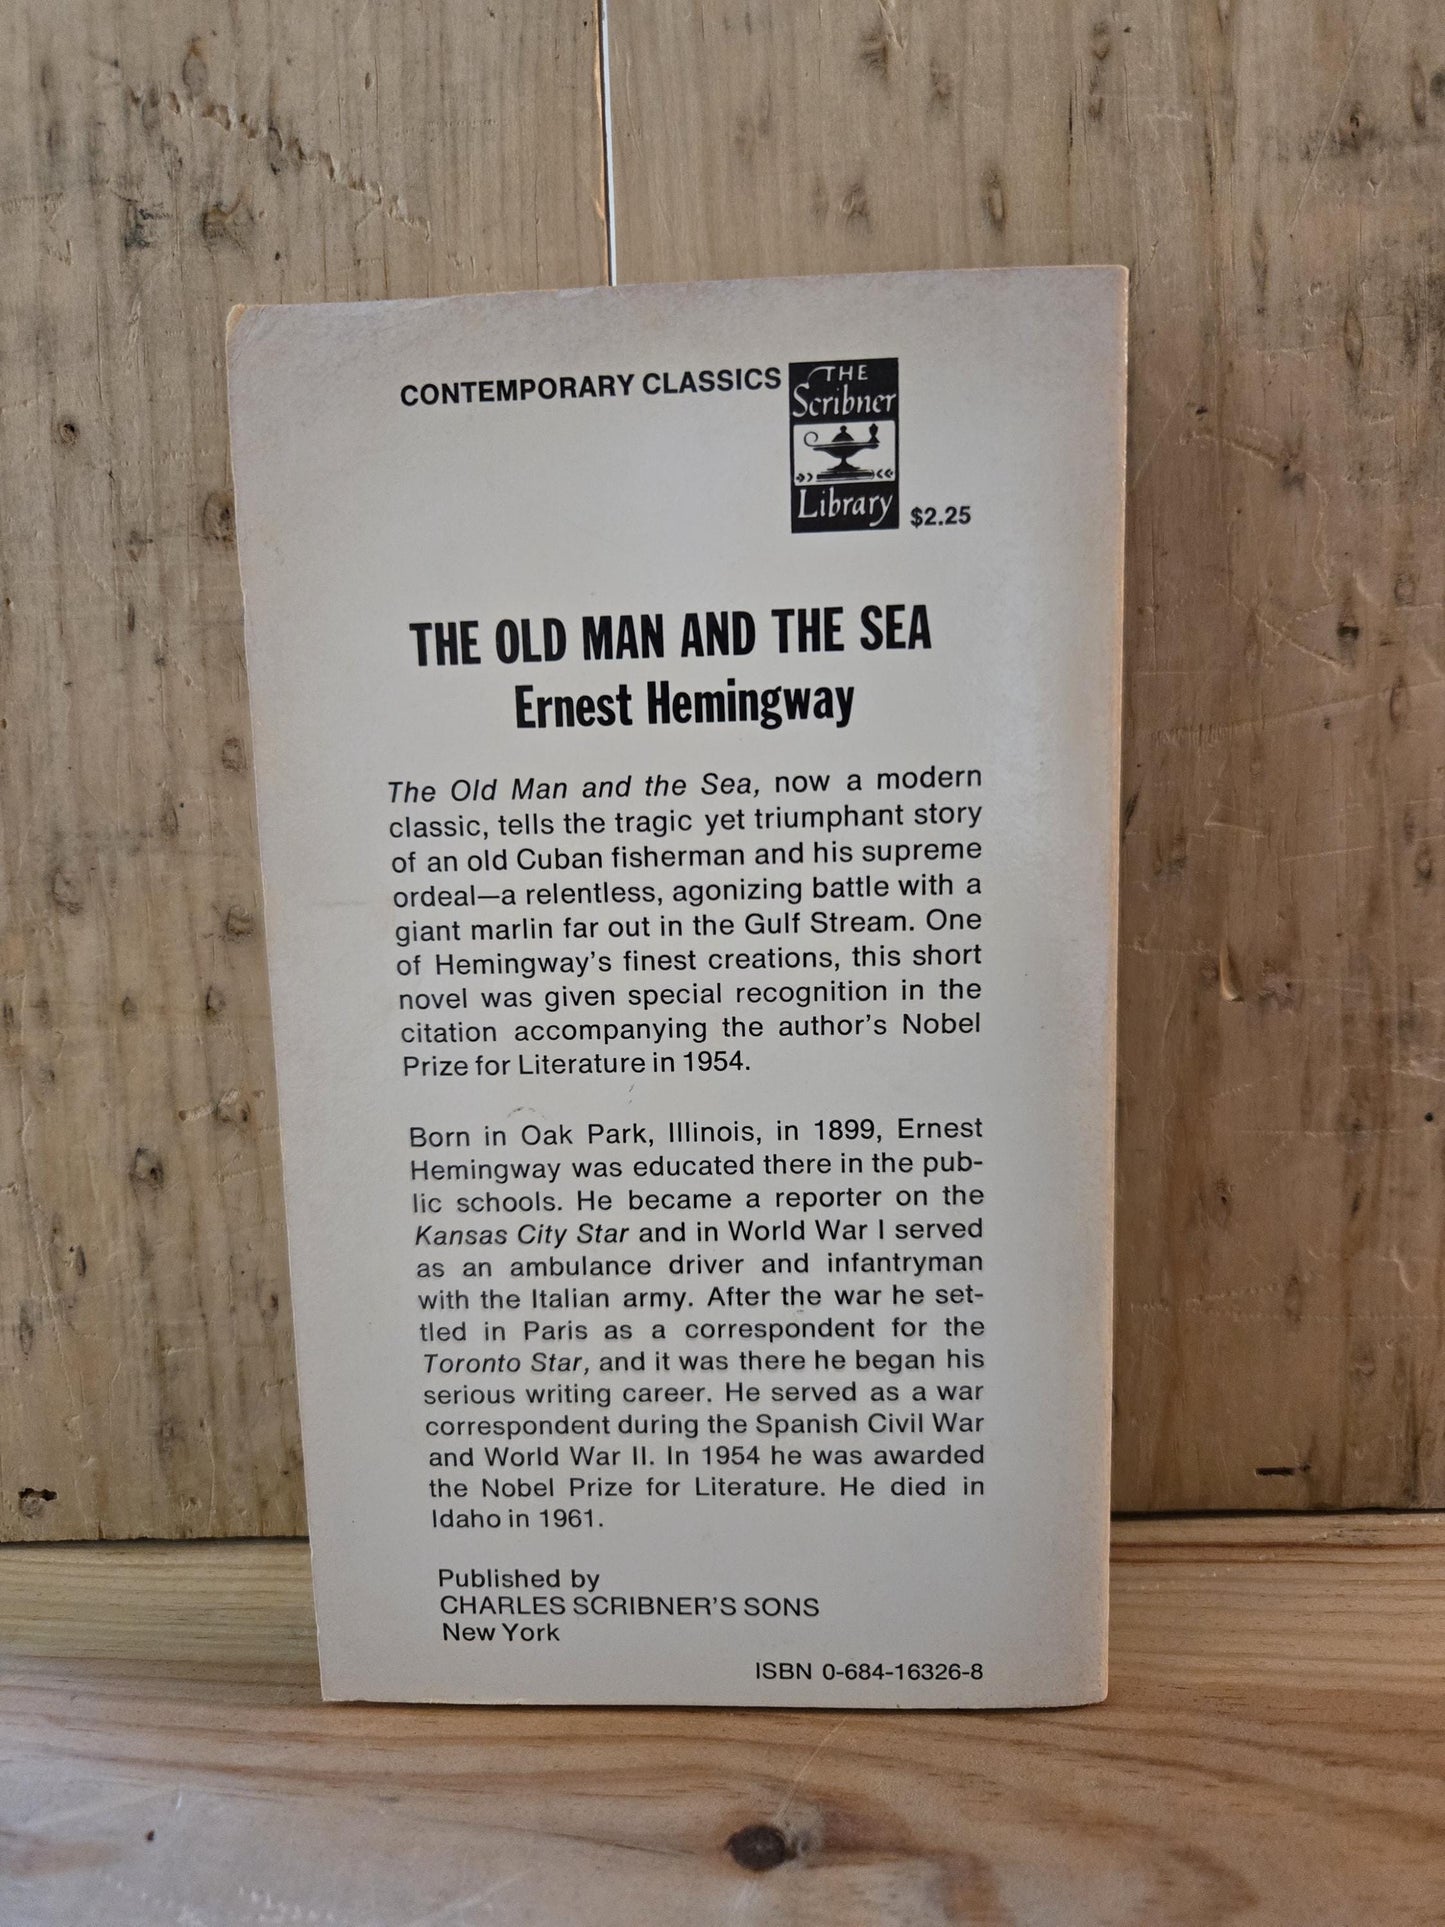 CONTEMPORARY CLASSICS
THE
Scribner
Library
$2.25
THE OLD MAN AND THE SEA
Ernest Hemingway
The Old Man and the Sea, now a modern
classic, tells the tragic yet triumphant story
of an old Cuban fisherman and his supreme
ordeal—a relentless, agonizing battle with a
giant marlin far out in the Gulf Stream. One
of Hemingway's finest creations, this short
novel was given special recognition in the
citation accompanying the author's Nobel
Prize for Literature in 1954.
Born in Oak Park, Illinois, in 1899, Ernest
Hemingway was educated there in the pub-
lic schools. He became a reporter on the
Kansas City Star and in World War I served
as an ambulance driver and infantryman
with the Italian army. After the war he set-
tled in Paris as a correspondent for the
Toronto Star, and it was there he began his
serious writing career. He served as a war
correspondent during the Spanish Civil War
and World War II. In 1954 he was awarded
the Nobel Prize for Literature. He died in
Idaho in 1961.
Published by
CHARLES SCRIBNER'S SONS
New York
ISBN 0-684-16326-8